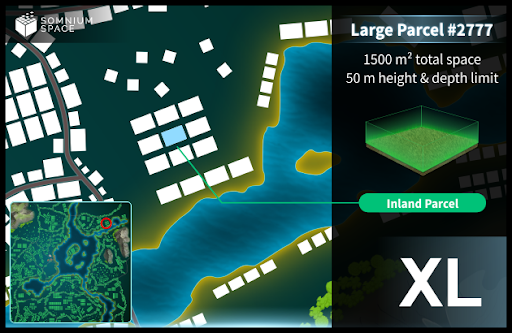 SOMNIUM
SPACE
Large Parcel #2777
1500 m² total space
50 m height & depth limit
Inland Parcel
XL